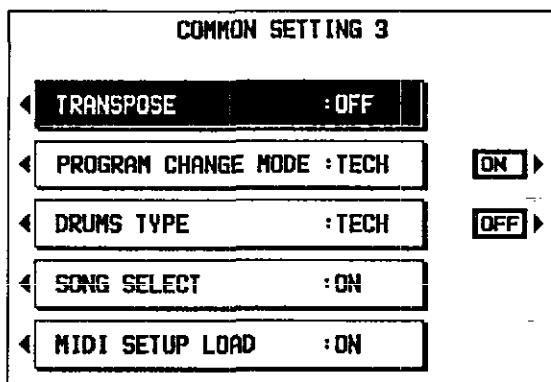 COMMON SETTING 3
TRANSPOSE :OFF
PROGRAM CHANGE MODE :TECH ON
DRUMS TYPE :TECH OFF
SONG SELECT :ON
MIDI SETUP LOAD :ON